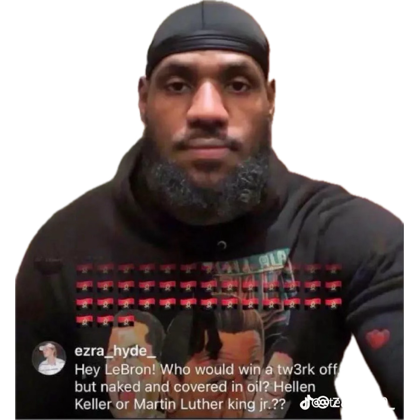 ezra_hyde_
Hey LeBron! Who would win a tw3rk off
but naked and covered in oil? Hellen
Keller or Martin Luther king jr.??